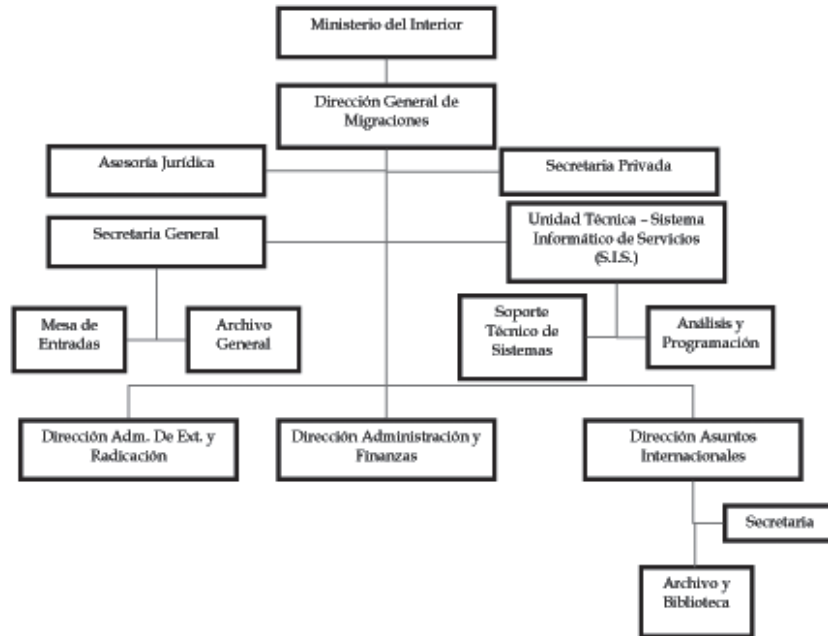 Ministerio del Interior
Dirección General de
Migraciones
Asesoría Jurídica
Secretaria Privada
Secretaria General
Unidad Técnica – Sistema
Informático de Servicios
(S.I.S.)
Mesa de
Entradas
Archivo
General
Soporte
Técnico de
Sistemas
Análisis y
Programación
Dirección Adm. De Ext. y
Radicación
Dirección Administración y
Finanzas
Dirección Asuntos
Internacionales
Secretaria
Archivo y
Biblioteca